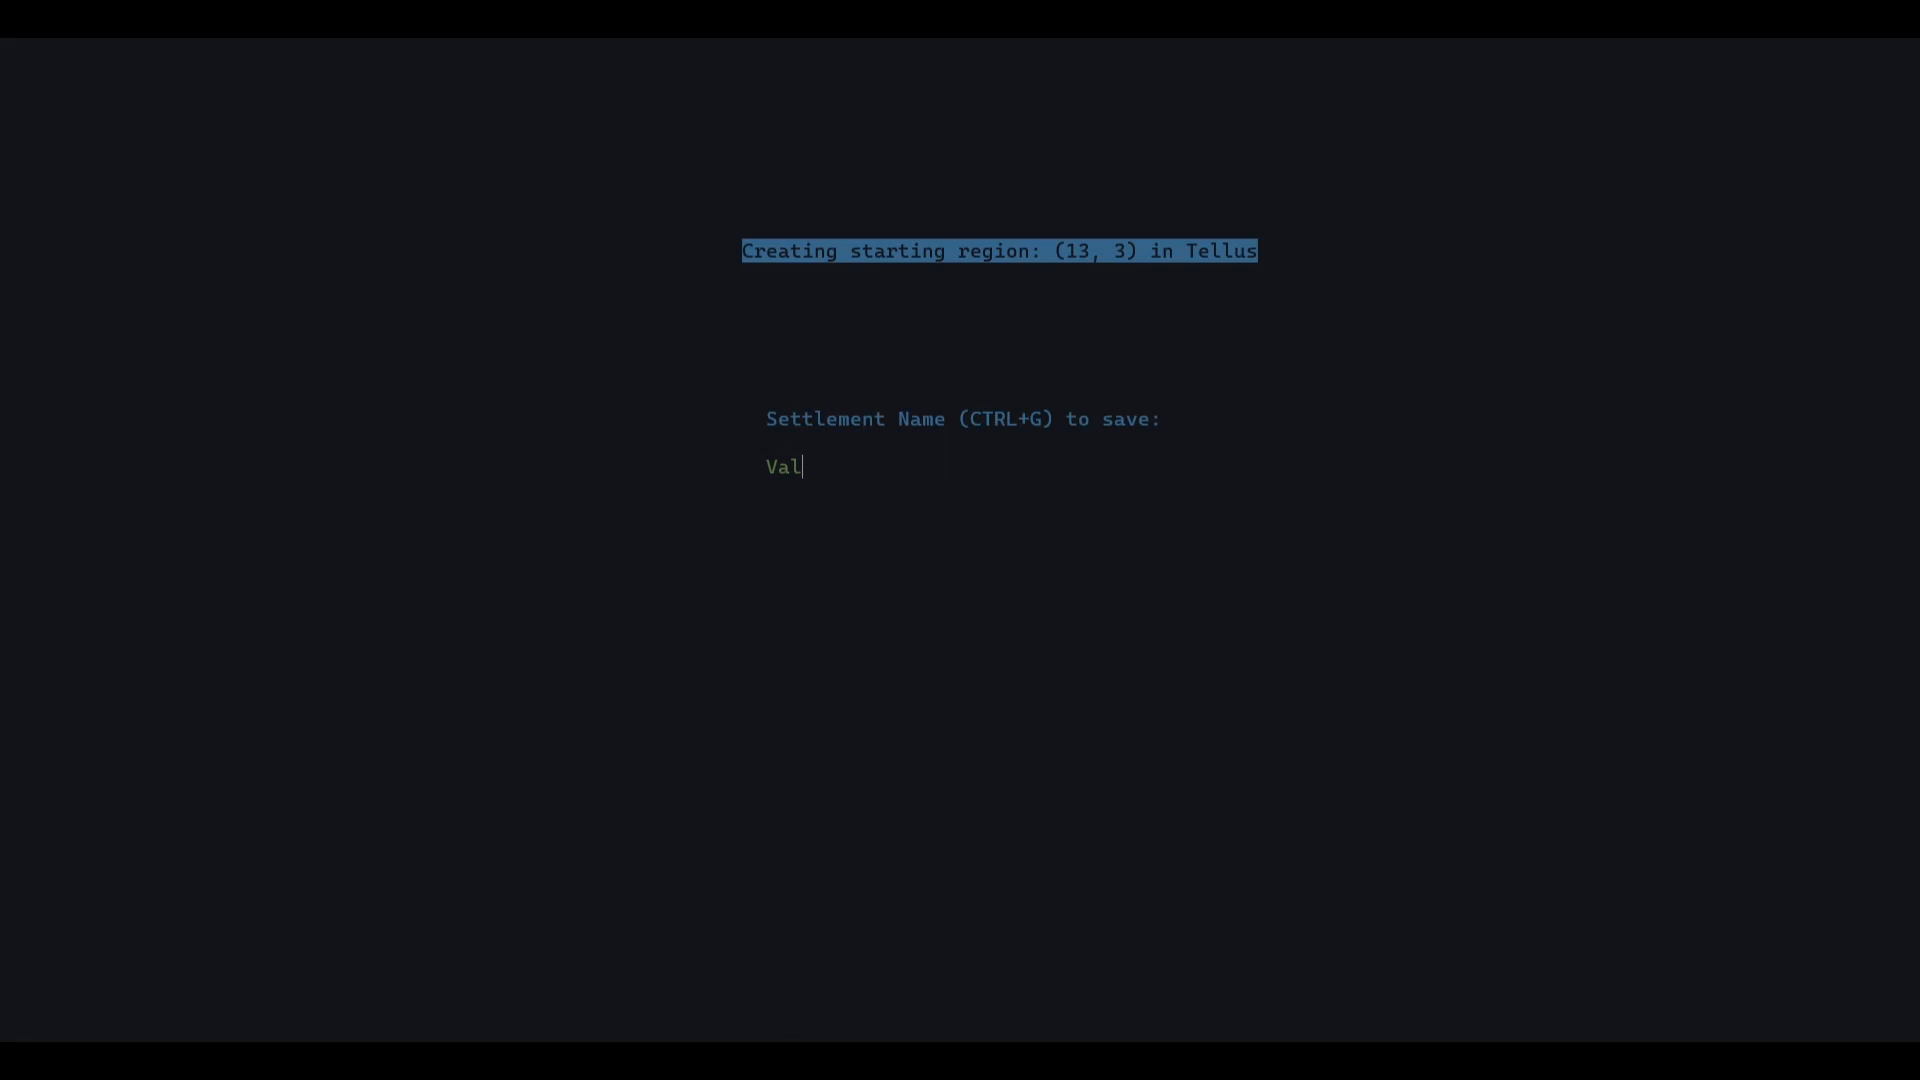 Creating starting region: (13, 3) in Tellus
Settlement Name (CTRL+G) to save:
Val